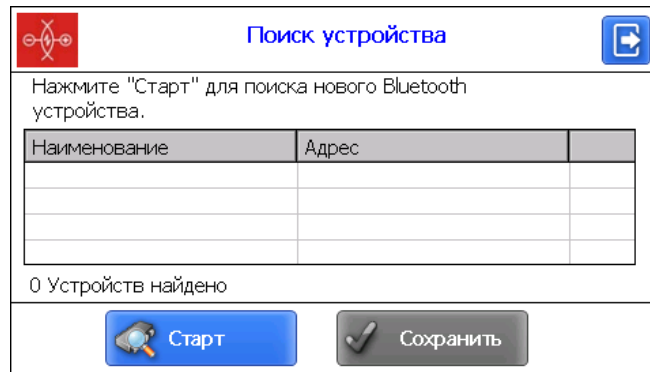 Поиск устройства
Нажмите "Старт" для поиска нового Bluetooth
устройства.
Наименование Адрес
0 Устройств найдено
Старт Сохранить